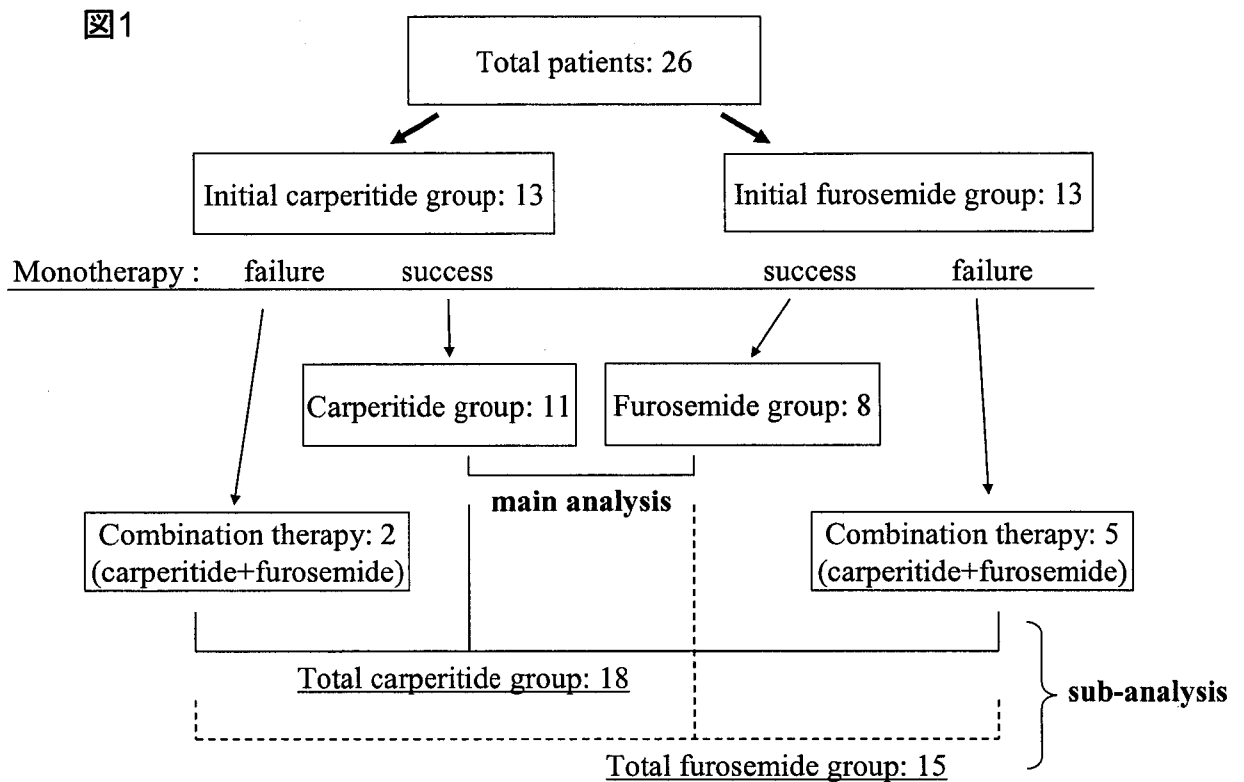 図1
Total patients: 26
Initial carperitide group: 13
Initial furosemide group: 13
Monotherapy : failure success success failure
Carperitide group: 11
Furosemide group: 8
main analysis
Combination therapy: 2
(carperitide+furosemide)
Combination therapy: 5
(carperitide+furosemide)
Total carperitide group: 18
sub-analysis
Total furosemide group: 15